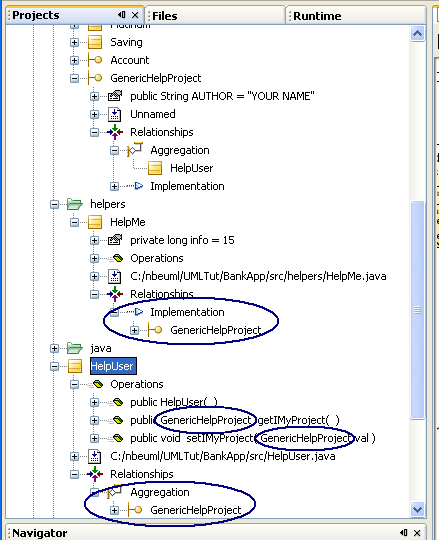 Projects
Files
Runtime
Platinum
Saving
Account
GenericHelpProject
public String AUTHOR = "YOUR NAME"
Unnamed
Relationships
Aggregation
HelpUser
Implementation
helpers
HelpMe
private long info = 15
Operations
C:/nbeuml/UMLTut/BankApp/src/helpers/HelpMe.java
Relationships
Implementation
GenericHelpProject
java
HelpUser
Operations
public HelpUser( )
public GenericHelpProject getIMyProject( )
public void setIMyProject( GenericHelpProject val )
C:/nbeuml/UMLTut/BankApp/src/HelpUser.java
Relationships
Aggregation
GenericHelpProject
Navigator